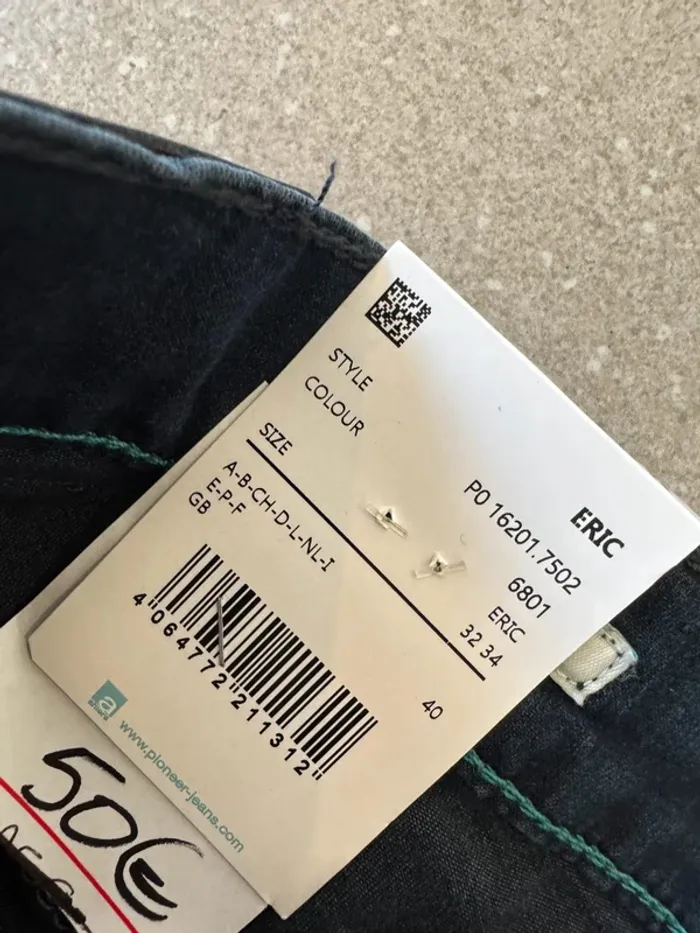 ERIC
STYLE P0 16201.7502
COLOUR 6801
ERIC
SIZE 32 34
A-B-CH-D-L-NL-I 40
E-P-F
GB
4 064772 211312
a
ahlers
www.pioneer-jeans.com
50€